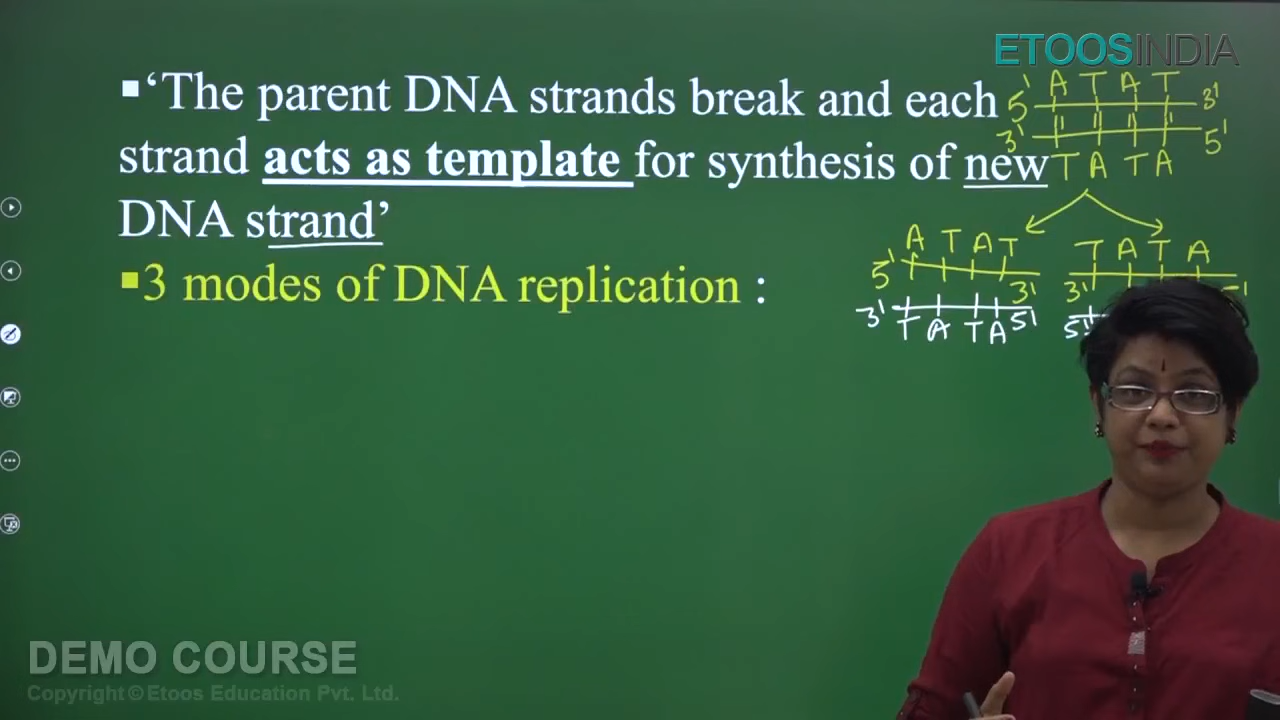 ETOOSINDIA
▪‘The parent DNA strands break and each
strand acts as template for synthesis of new
DNA strand’
▪3 modes of DNA replication :
A T A T
5' 3'
3' 5'
T A T A
A T A T
5' 3'
3' 5'
T A T A
T A T A
3' 5'
5'
DEMO COURSE
Copyright © Etoos Education Pvt. Ltd.